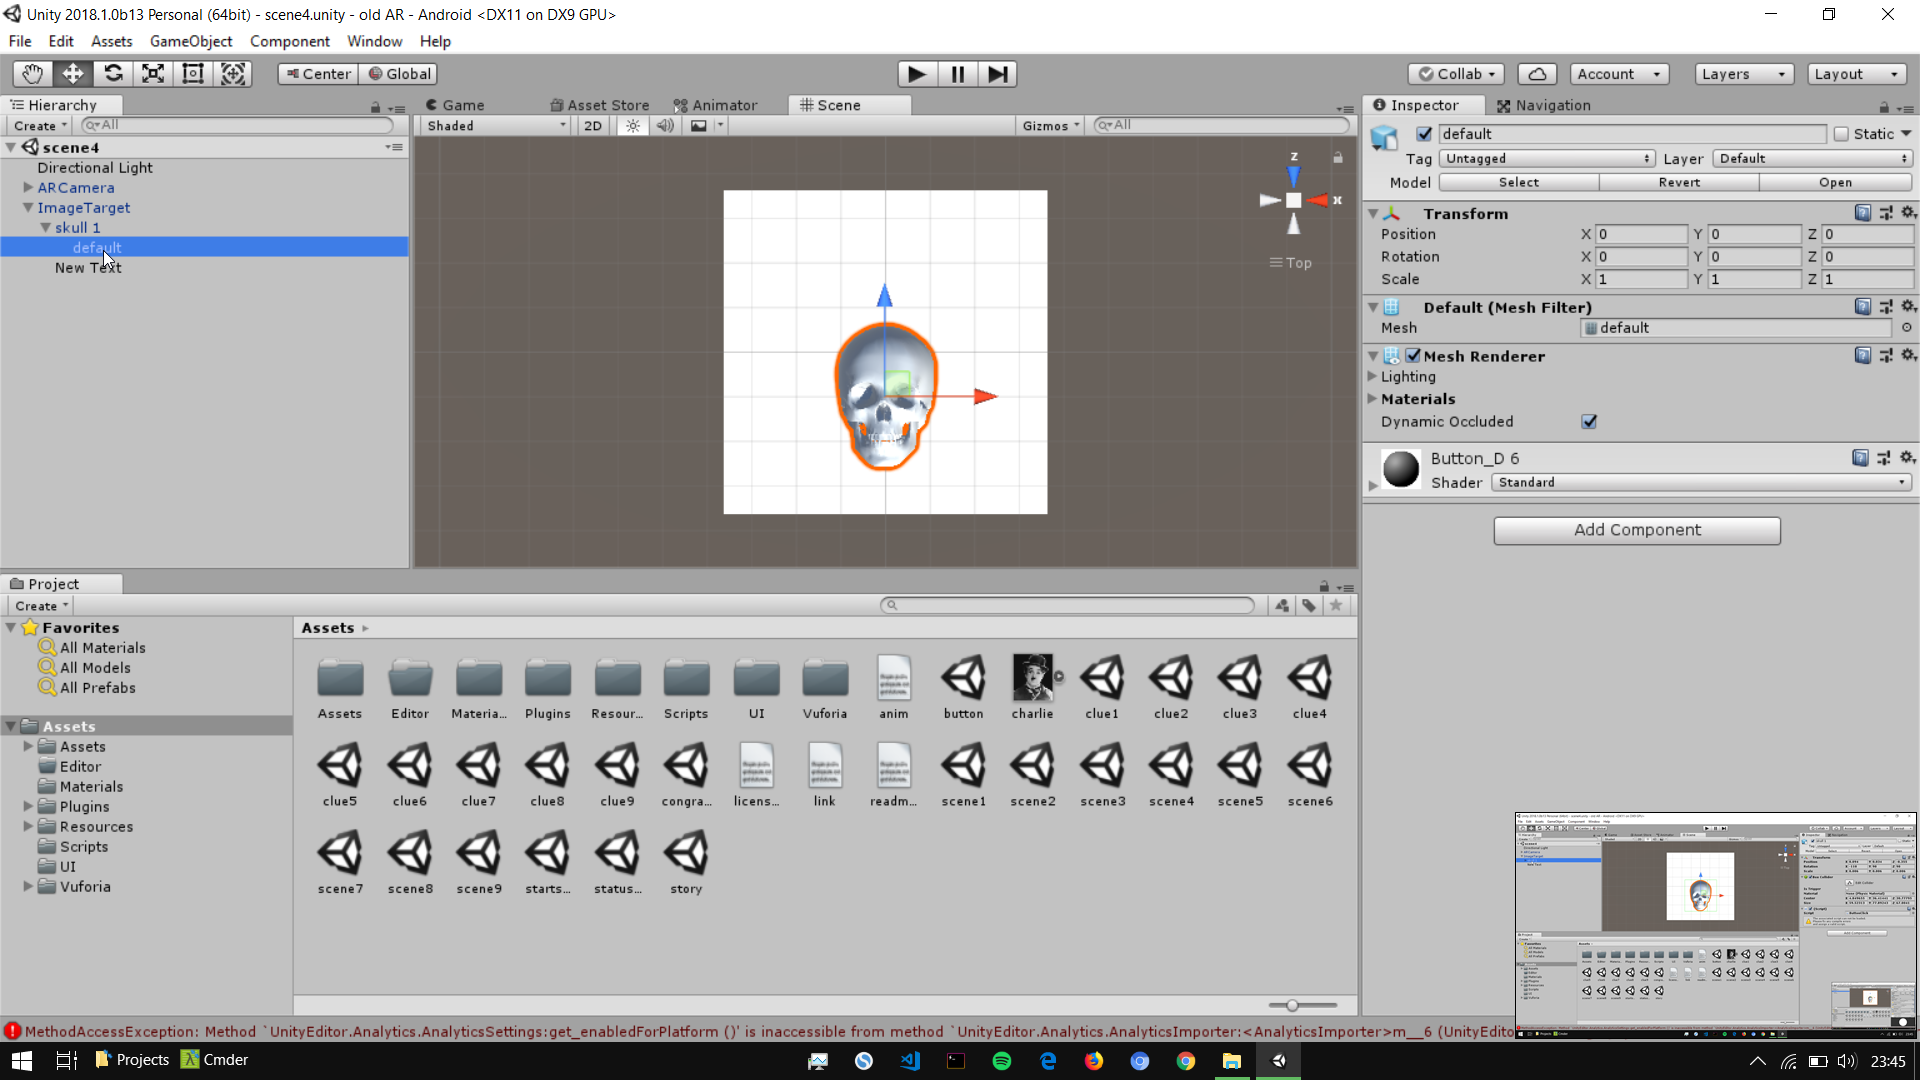 Unity 2018.1.0b13 Personal (64bit) - scene4.unity - old AR - Android <DX11 on DX9 GPU>
File Edit Assets GameObject Component Window Help
Center Global Collab Account Layers Layout
Hierarchy
Create All
scene4
Directional Light
ARCamera
ImageTarget
skull 1
default
New Text
Game Asset Store Animator Scene
Shaded 2D Gizmos All
Z
X
Top
Inspector Navigation
default Static
Tag Untagged Layer Default
Model Select Revert Open
Transform
Position X 0 Y 0 Z 0
Rotation X 0 Y 0 Z 0
Scale X 1 Y 1 Z 1
Default (Mesh Filter)
Mesh default
Mesh Renderer
Lighting
Materials
Dynamic Occluded
Button_D 6
Shader Standard
Add Component
Project
Create
Favorites
All Materials
All Models
All Prefabs
Assets
Assets
Editor
Materials
Plugins
Resources
Scripts
UI
Vuforia
Assets
Assets Editor Materia... Plugins Resour... Scripts UI Vuforia anim button charlie clue1 clue2 clue3 clue4
clue5 clue6 clue7 clue8 clue9 congra... licens... link readm... scene1 scene2 scene3 scene4 scene5 scene6
scene7 scene8 scene9 starts... status... story
MethodAccessException: Method `UnityEditor.Analytics.AnalyticsSettings:get_enabledForPlatform ()' is inaccessible from method `UnityEditor.Analytics.AnalyticsImporter:<AnalyticsImporter>m__6 (UnityEdito
Projects Cmder 23:45